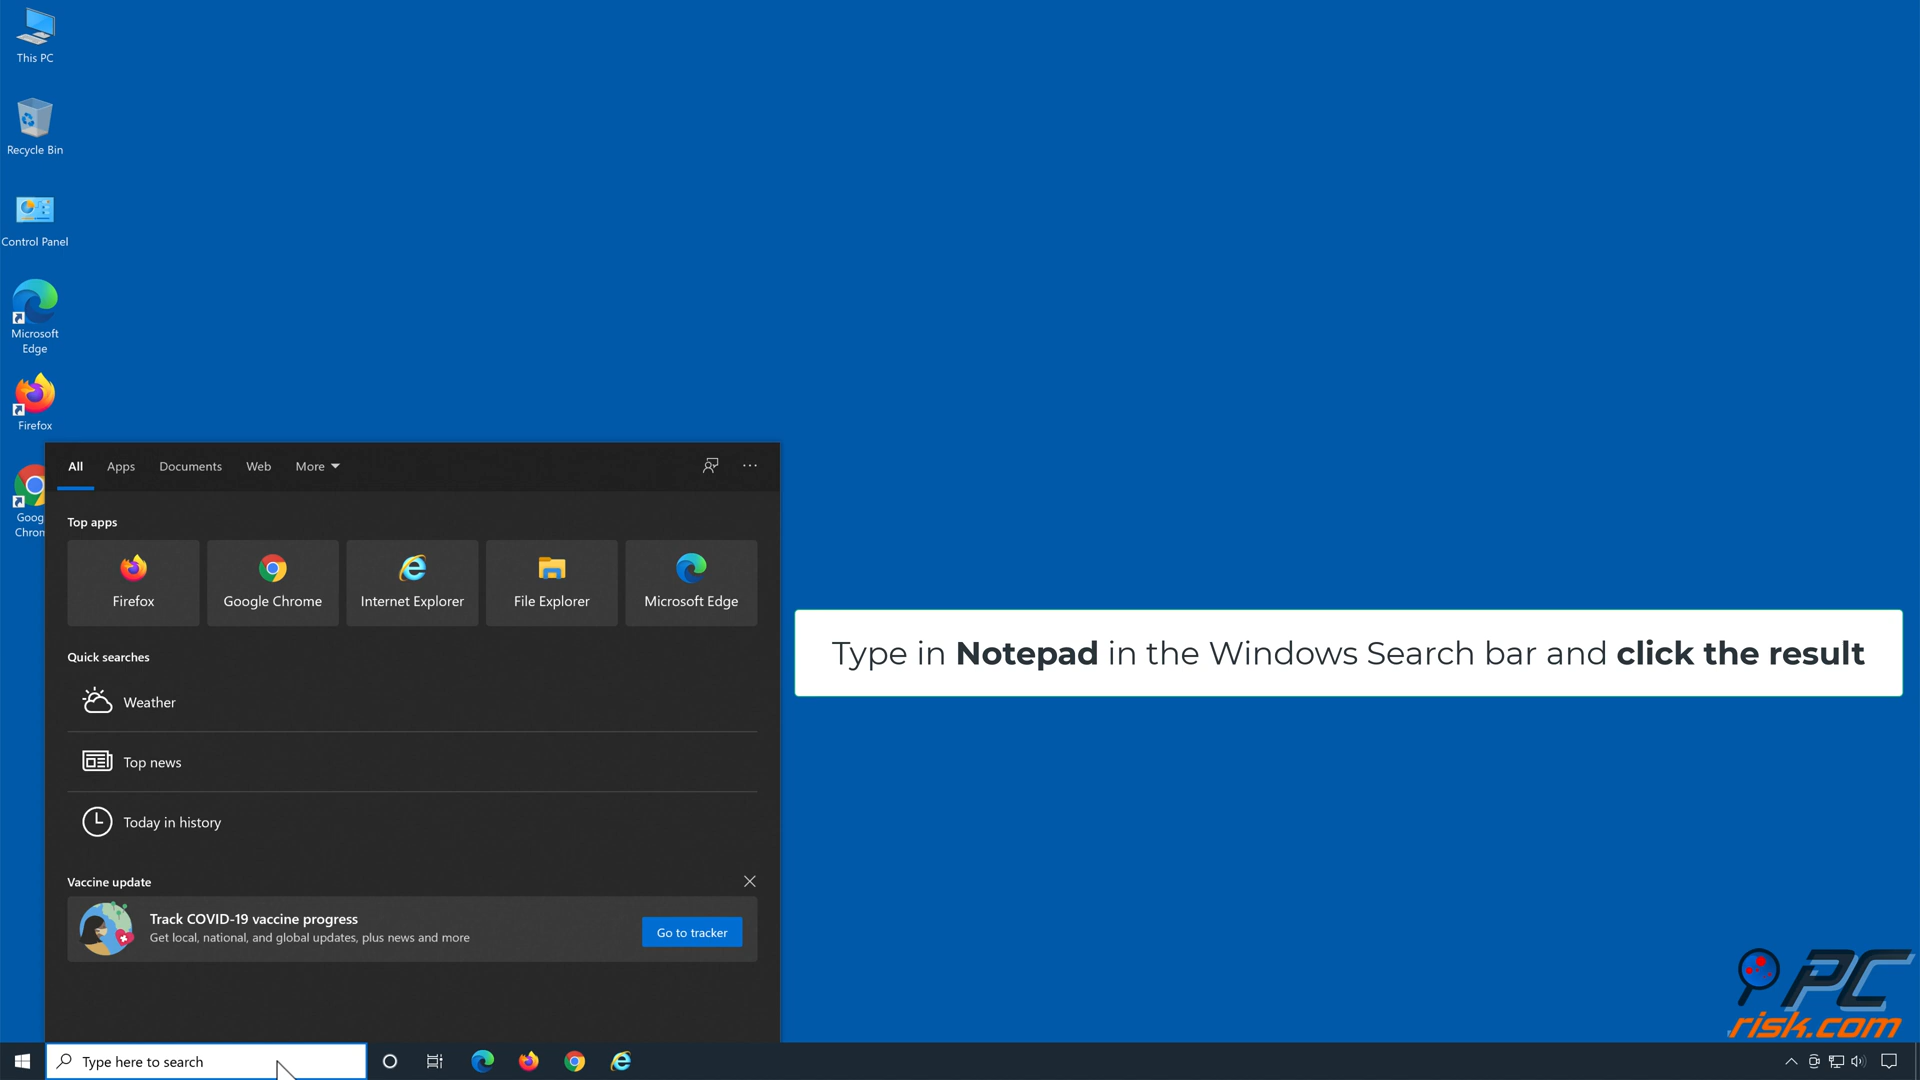 This PC
Recycle Bin
Control Panel
Microsoft
Edge
Firefox
Goog
Chrom
All Apps Documents Web More
Top apps
Firefox Google Chrome Internet Explorer File Explorer Microsoft Edge
Quick searches
Weather
Top news
Today in history
Vaccine update
Track COVID-19 vaccine progress
Get local, national, and global updates, plus news and more
Go to tracker
Type in Notepad in the Windows Search bar and click the result
PC
risk.com
Type here to search